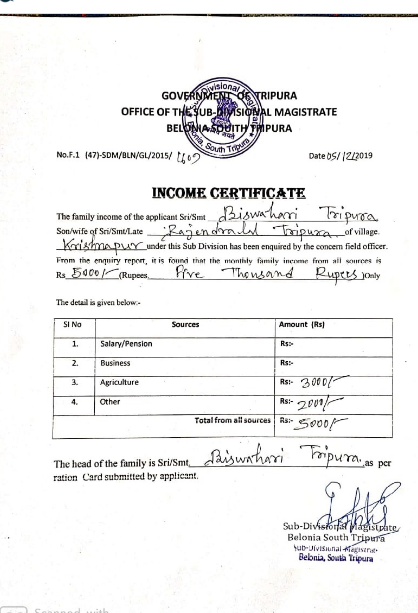 GOVERNMENT OF TRIPURA
OFFICE OF THE SUB-DIVISIONAL MAGISTRATE
BELONIA SOUTH TRIPURA
Sub-Divisional Magistrate
South Tripura
No.F.1 (47)-SDM/BLN/GL/2015/ Date 05/12/2019
INCOME CERTIFICATE
The family income of the applicant Sri/Smt Biswahari Tripura
Son/wife of Sri/Smt/Late Rajendralal Tripura of village.
Krishnapur under this Sub Division has been enquired by the concern field officer.
From the enquiry report, it is found that the monthly family income from all sources is
Rs 5000/- (Rupees, Five Thousand Rupees) Only
The detail is given below:-
Sl No Sources Amount (Rs)
1. Salary/Pension Rs:-
2. Business Rs:-
3. Agriculture Rs:- 3000/-
4. Other Rs:- 2000/-
Total from all sources Rs:- 5000/-
The head of the family is Sri/Smt, Biswahari Tripura as per
ration Card submitted by applicant.
Sub-Divisional Magistrate
Belonia South Tripura
Sub-Divisional Magistrate
Belonia, South Tripura
Scanned with